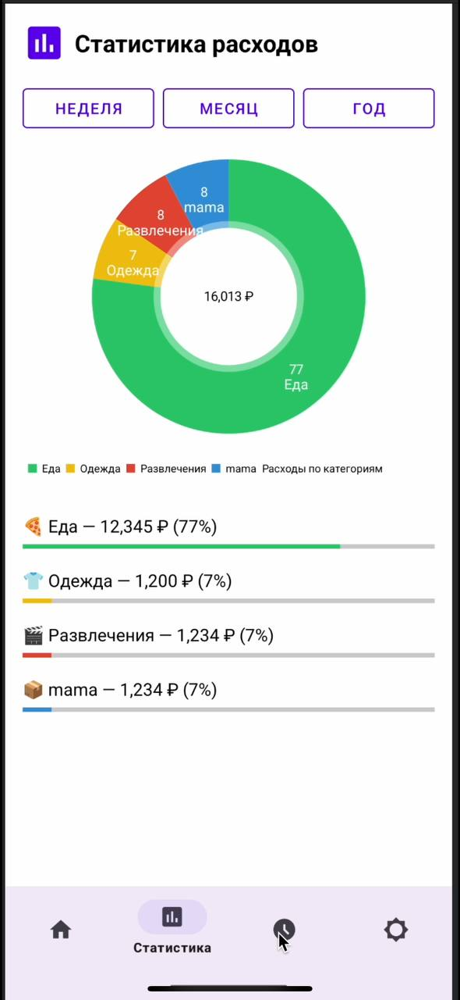 Статистика расходов
НЕДЕЛЯ МЕСЯЦ ГОД
8
mama
8
Развлечения
7
Одежда
16,013 ₽
77
Еда
Еда Одежда Развлечения mama Расходы по категориям
Еда — 12,345 ₽ (77%)
Одежда — 1,200 ₽ (7%)
Развлечения — 1,234 ₽ (7%)
mama — 1,234 ₽ (7%)
Статистика